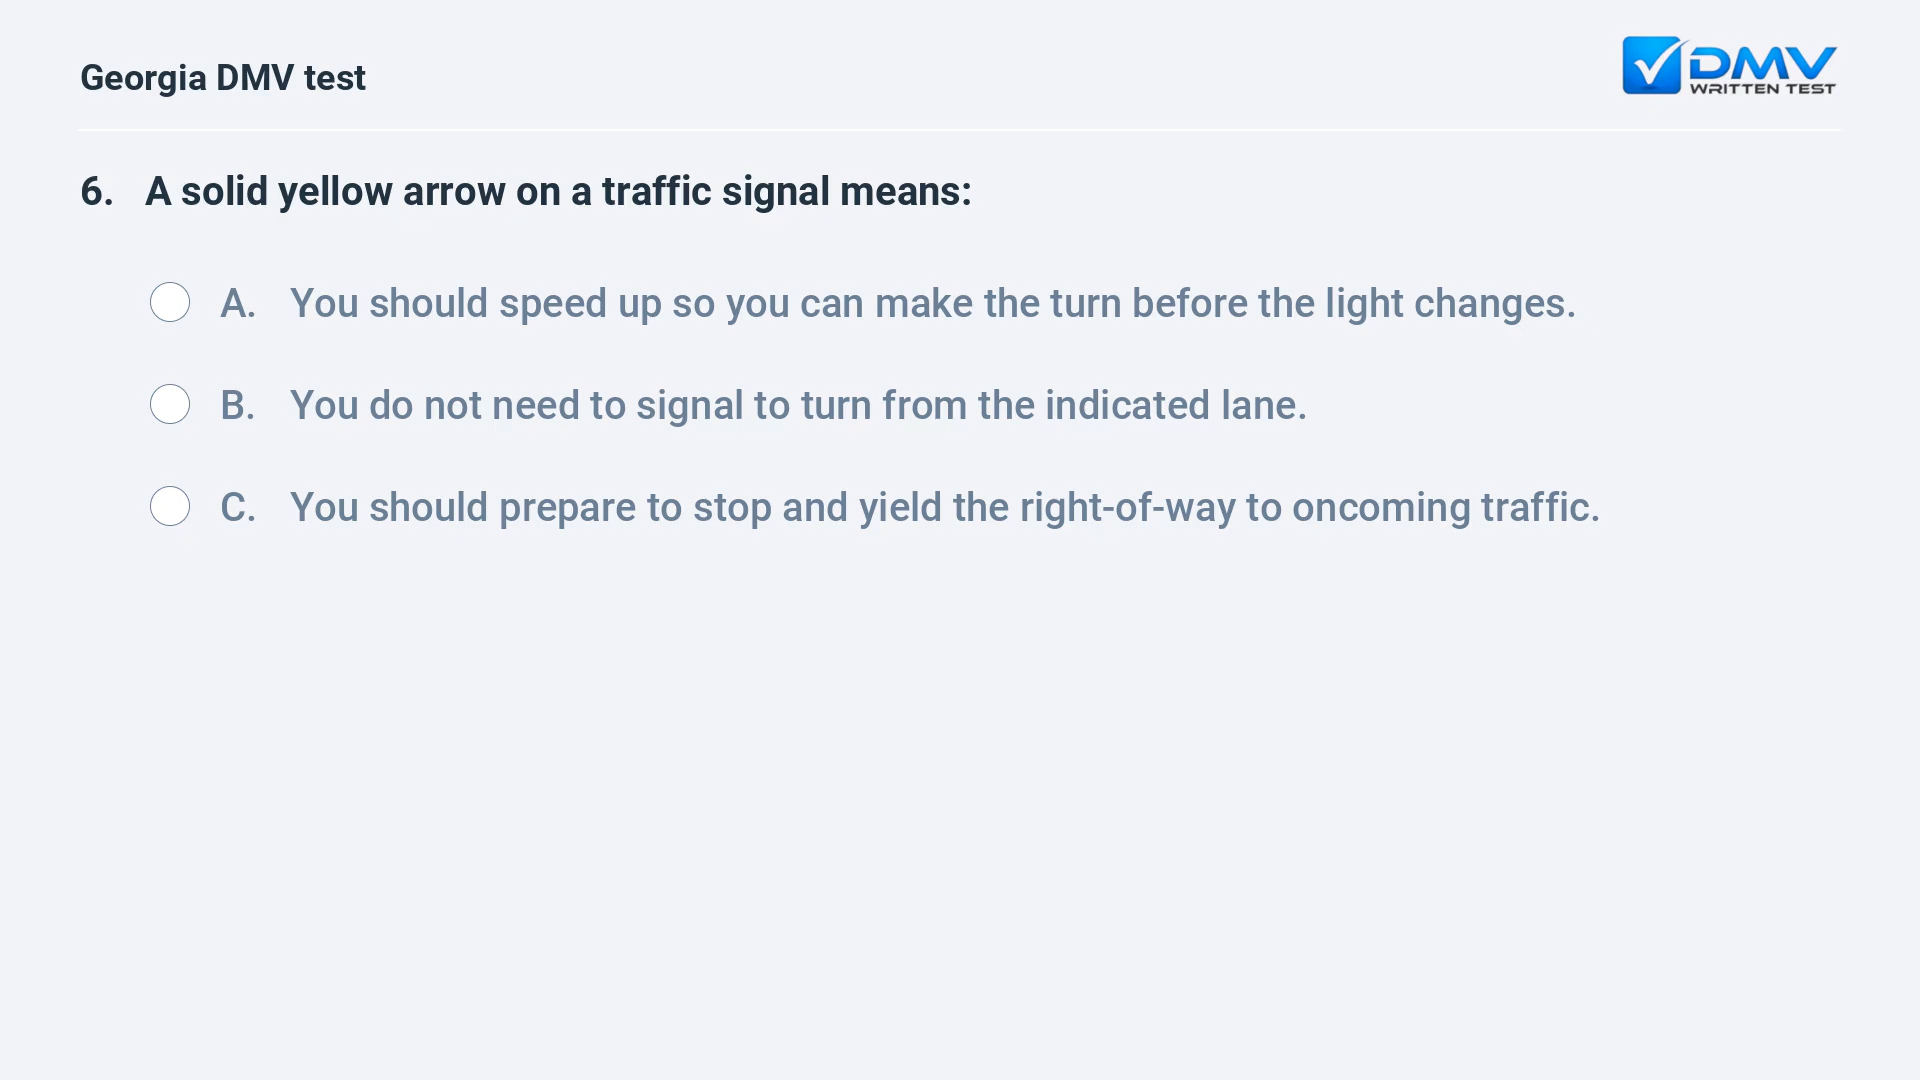 Georgia DMV test
DMV
WRITTEN TEST
6. A solid yellow arrow on a traffic signal means:
A. You should speed up so you can make the turn before the light changes.
B. You do not need to signal to turn from the indicated lane.
C. You should prepare to stop and yield the right-of-way to oncoming traffic.